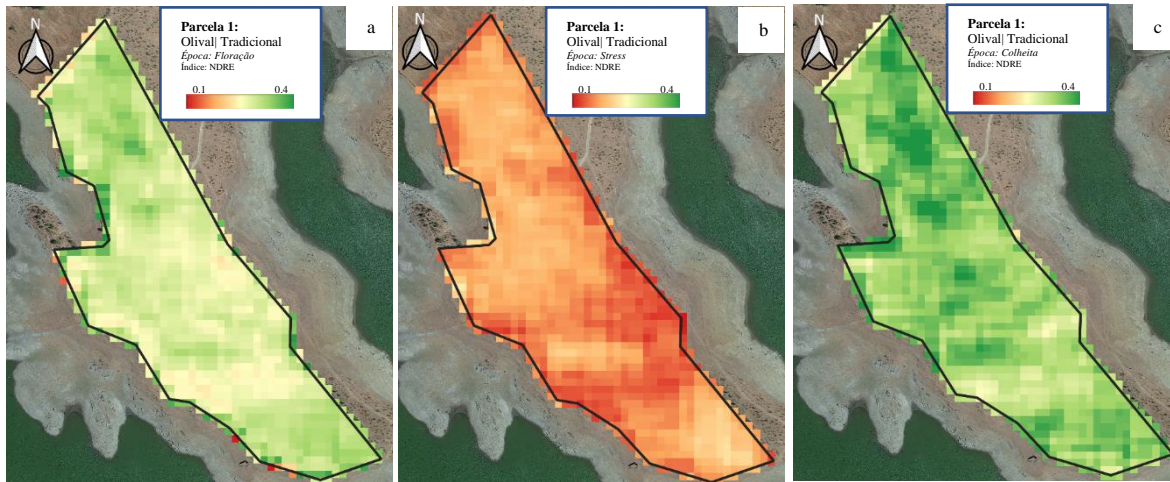 N
Parcela 1:
Olival| Tradicional
Época: Floração
Índice: NDRE
0.1 0.4
a
N
Parcela 1:
Olival| Tradicional
Época: Stress
Índice: NDRE
0.1 0.4
b
N
Parcela 1:
Olival| Tradicional
Época: Colheita
Índice: NDRE
0.1 0.4
c